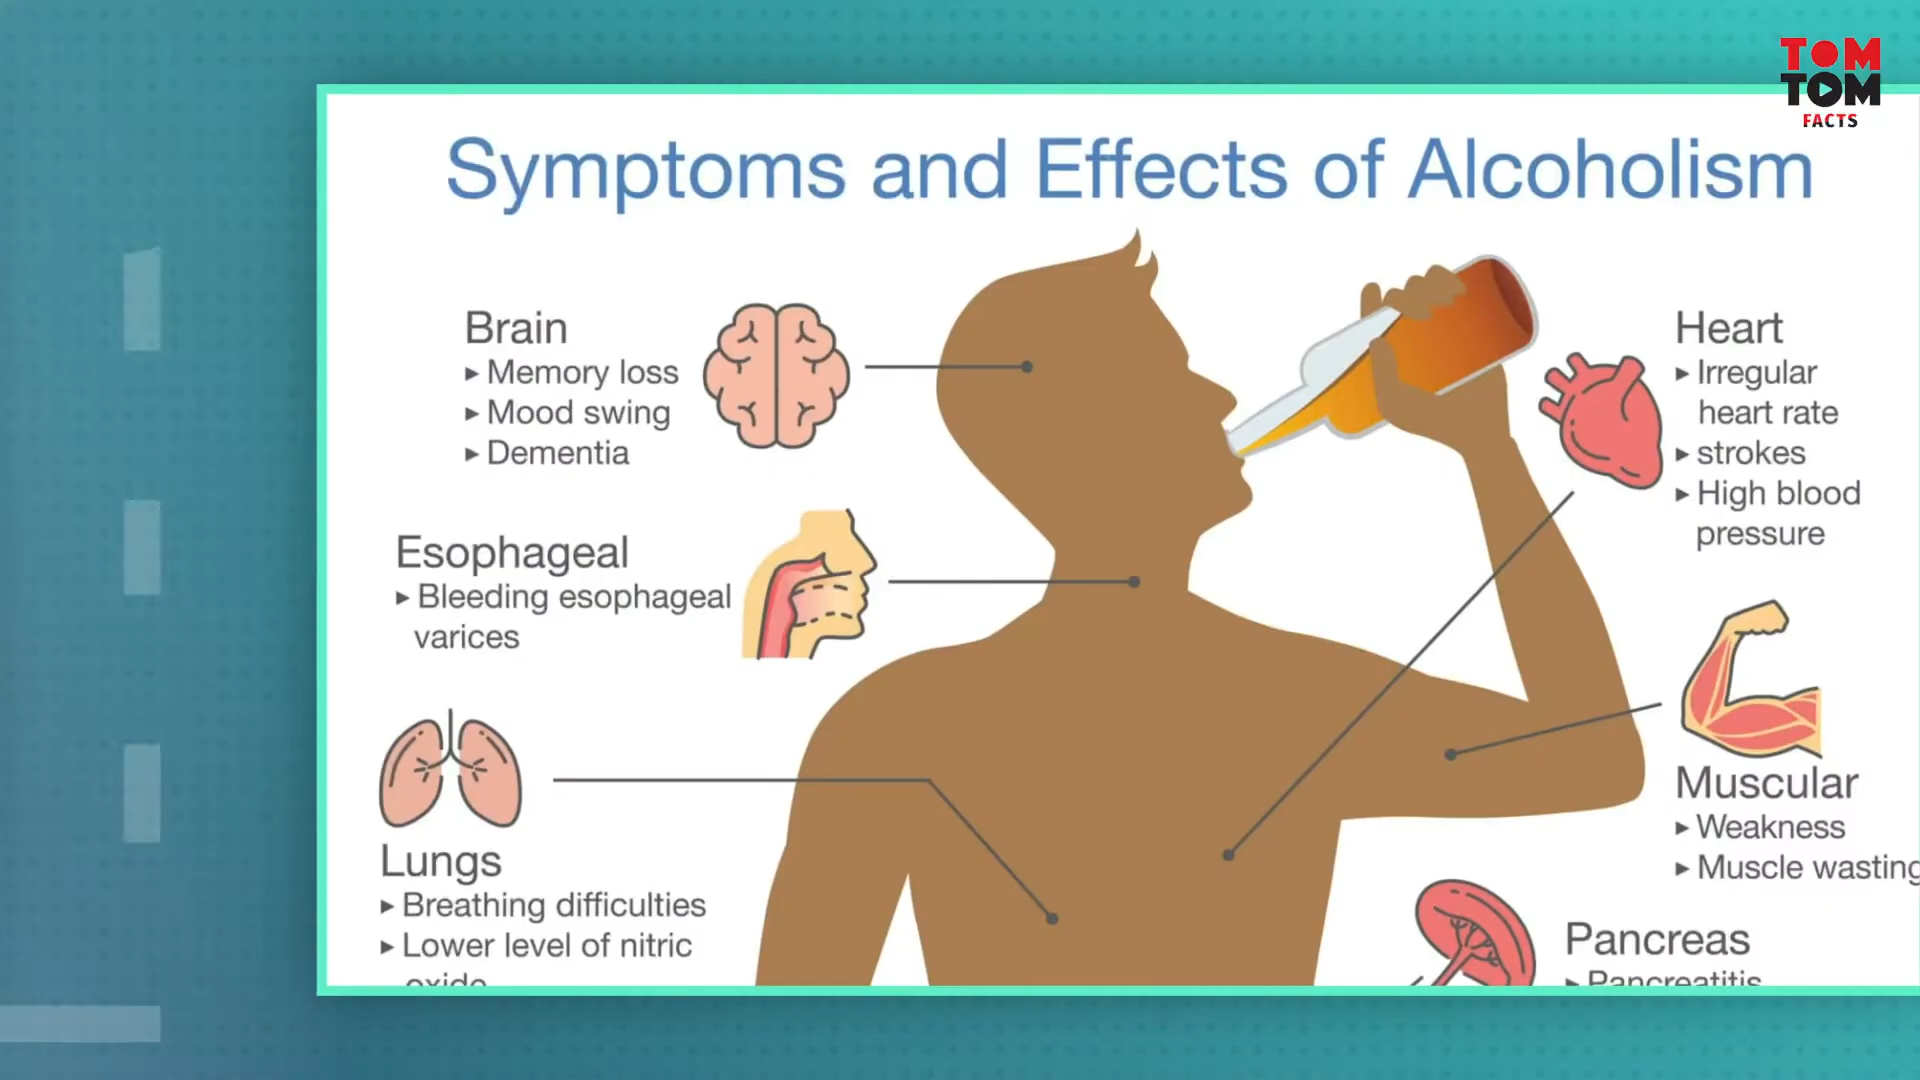 TOM
TOM
FACTS
Symptoms and Effects of Alcoholism
Brain
▸ Memory loss
▸ Mood swing
▸ Dementia
Esophageal
▸ Bleeding esophageal
varices
Lungs
▸ Breathing difficulties
▸ Lower level of nitric
oxide
Heart
▸ Irregular
heart rate
▸ strokes
▸ High blood
pressure
Muscular
▸ Weakness
▸ Muscle wasting
Pancreas
▸ Pancreatitis